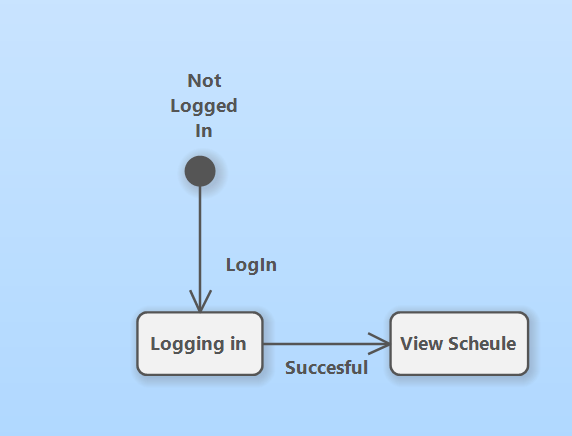 Not
Logged
In
LogIn
Logging in
View Scheule
Succesful